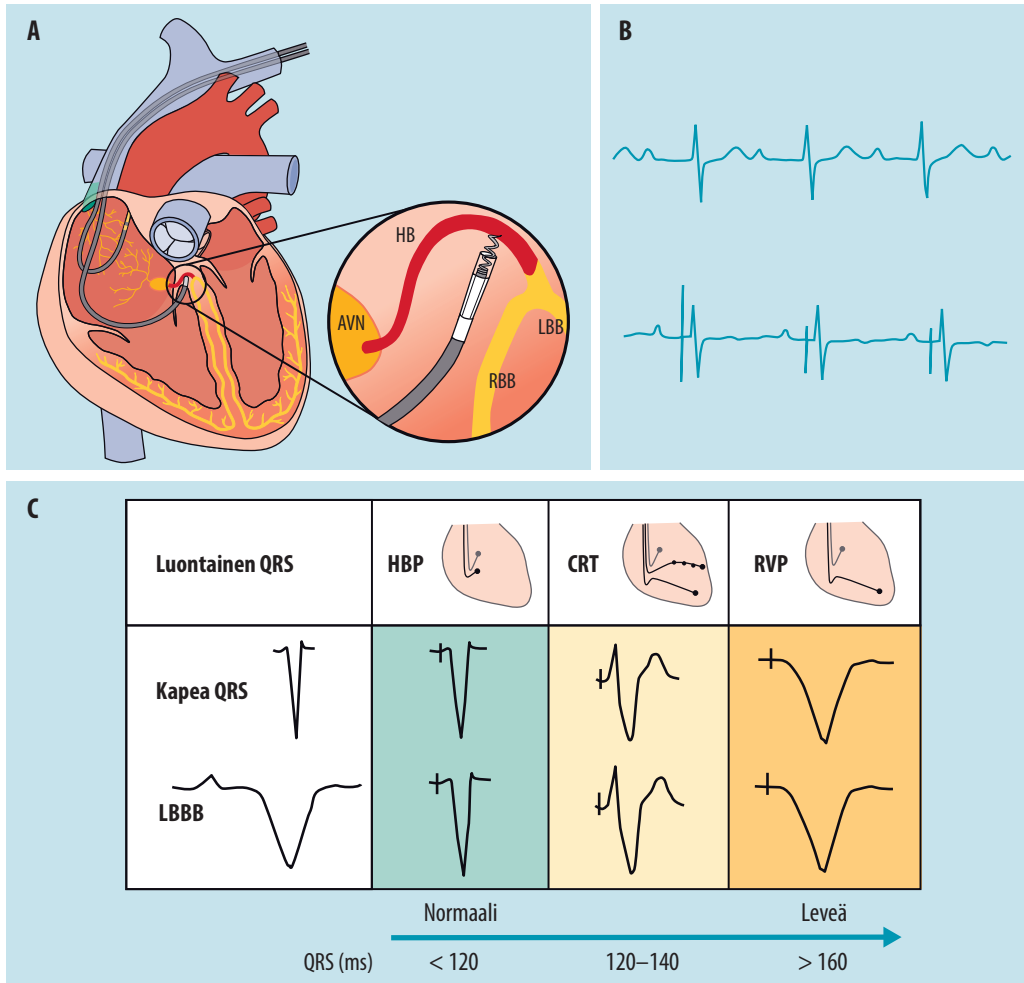 A
HB
AVN
LBB
RBB
B
C
Luontainen QRS
HBP
CRT
RVP
Kapea QRS
LBBB
Normaali
Leveä
QRS (ms)
< 120
120–140
> 160